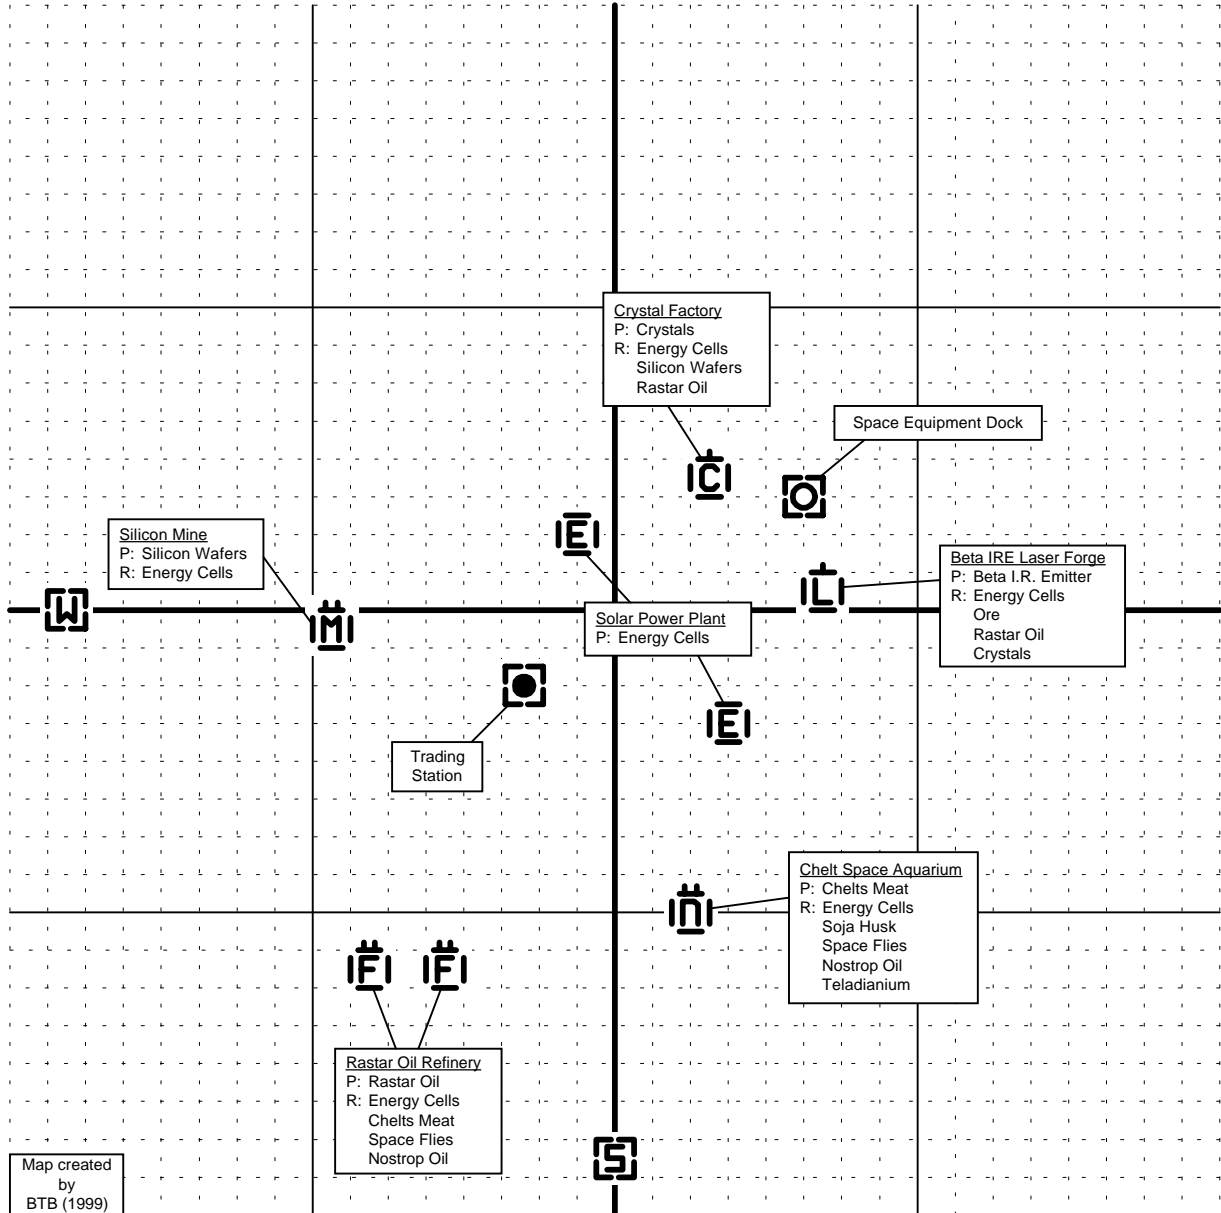 Crystal Factory
P: Crystals
R: Energy Cells
Silicon Wafers
Rastar Oil
Space Equipment Dock
C
O
Silicon Mine
P: Silicon Wafers
R: Energy Cells
E
Beta IRE Laser Forge
P: Beta I.R. Emitter
R: Energy Cells
Ore
Rastar Oil
Crystals
W
M
L
Solar Power Plant
P: Energy Cells
E
Trading
Station
Chelt Space Aquarium
P: Chelts Meat
R: Energy Cells
Soja Husk
Space Flies
Nostrop Oil
Teladianium
n
F
F
Rastar Oil Refinery
P: Rastar Oil
R: Energy Cells
Chelts Meat
Space Flies
Nostrop Oil
S
Map created
by
BTB (1999)